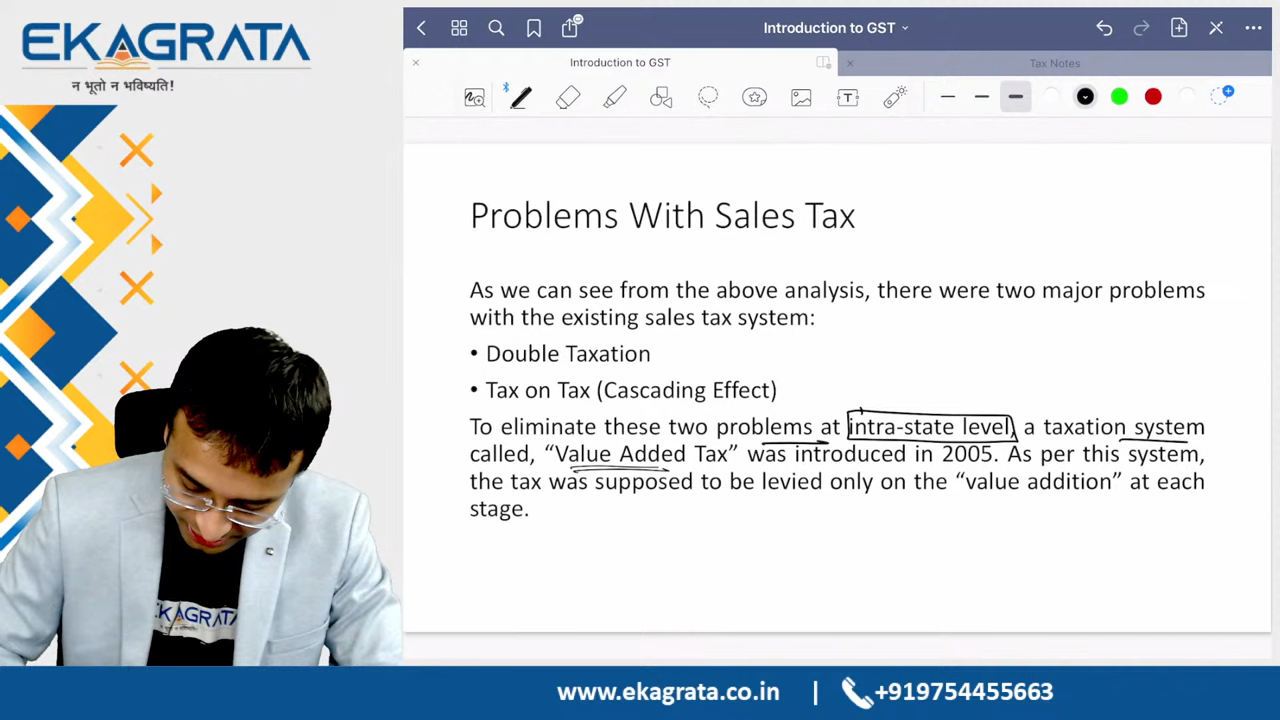 EKAGRATA
न भूतो न भविष्यति!
Introduction to GST
Introduction to GST
Tax Notes
Problems With Sales Tax
As we can see from the above analysis, there were two major problems
with the existing sales tax system:
• Double Taxation
• Tax on Tax (Cascading Effect)
To eliminate these two problems at intra-state level, a taxation system
called, “Value Added Tax” was introduced in 2005. As per this system,
the tax was supposed to be levied only on the “value addition” at each
stage.
EKAGRATA
www.ekagrata.co.in | +919754455663